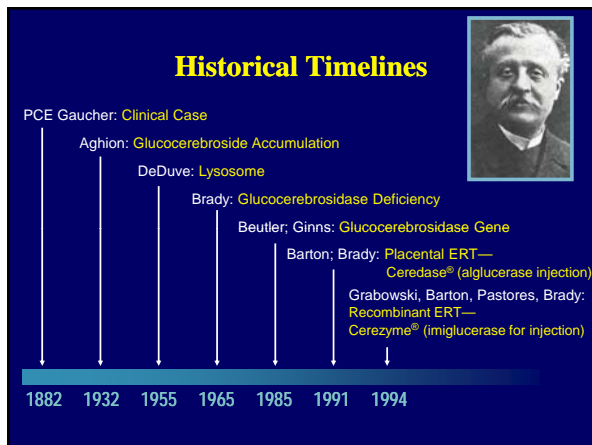 Historical Timelines
PCE Gaucher: Clinical Case
Aghion: Glucocerebroside Accumulation
DeDuve: Lysosome
Brady: Glucocerebrosidase Deficiency
Beutler; Ginns: Glucocerebrosidase Gene
Barton; Brady: Placental ERT—
Ceredase® (alglucerase injection)
Grabowski, Barton, Pastores, Brady:
Recombinant ERT—
Cerezyme® (imiglucerase for injection)
1882 1932 1955 1965 1985 1991 1994